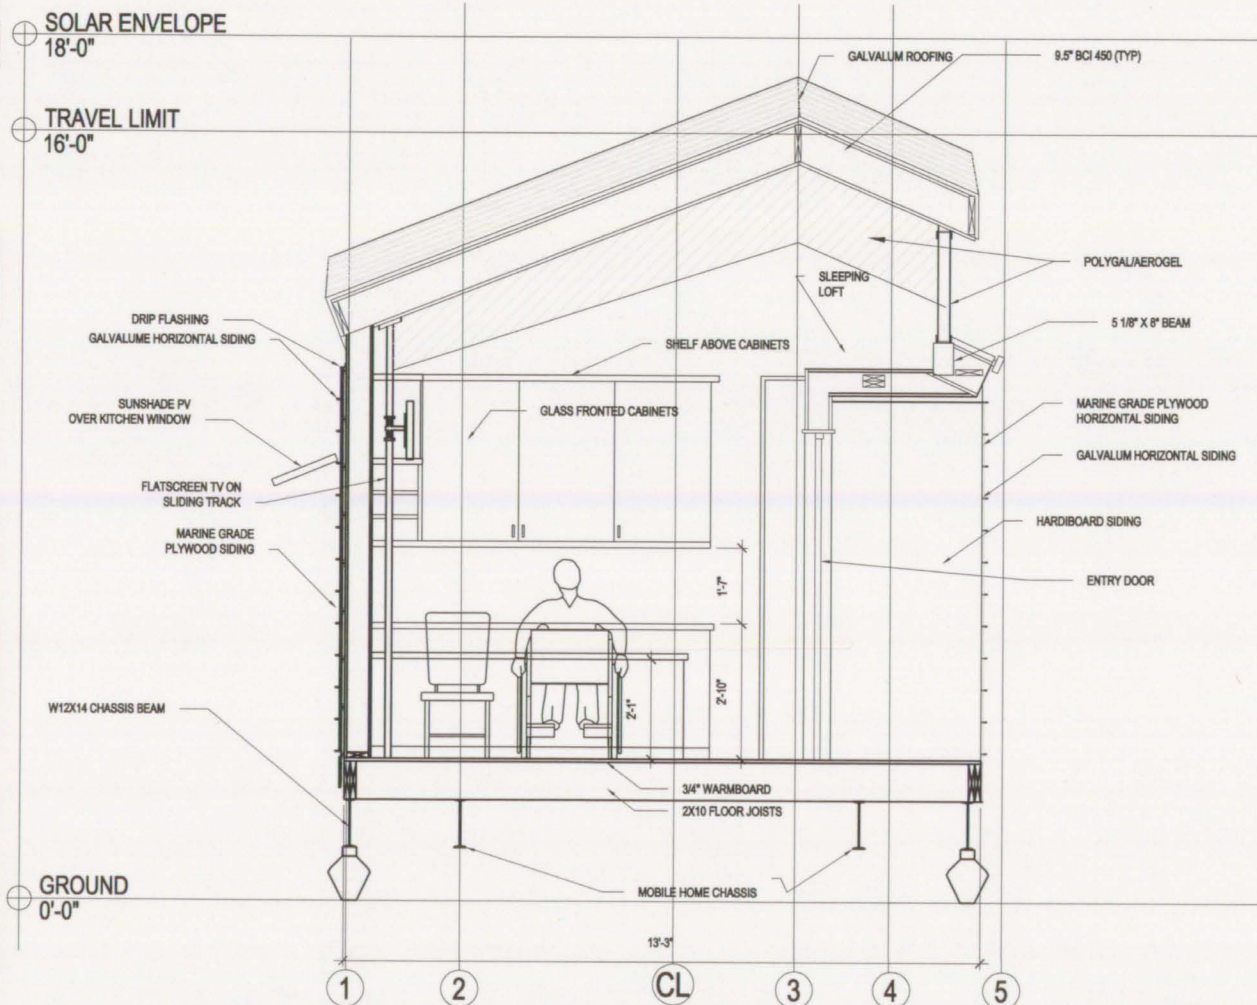 SOLAR ENVELOPE
18'-0"
GALVALUM ROOFING
9.5" BCI 450 (TYP)
TRAVEL LIMIT
16'-0"
POLYGAL/AEROGEL
SLEEPING
LOFT
DRIP FLASHING
GALVALUME HORIZONTAL SIDING
5 1/8" X 8" BEAM
SHELF ABOVE CABINETS
SUNSHADE PV
OVER KITCHEN WINDOW
GLASS FRONTED CABINETS
MARINE GRADE PLYWOOD
HORIZONTAL SIDING
GALVALUM HORIZONTAL SIDING
FLATSCREEN TV ON
SLIDING TRACK
HARDIBOARD SIDING
MARINE GRADE
PLYWOOD SIDING
ENTRY DOOR
1'-7"
2'-10"
2'-1"
W12X14 CHASSIS BEAM
3/4" WARMBOARD
2X10 FLOOR JOISTS
GROUND
0'-0"
MOBILE HOME CHASSIS
13'-3"
1
2
CL
3
4
5